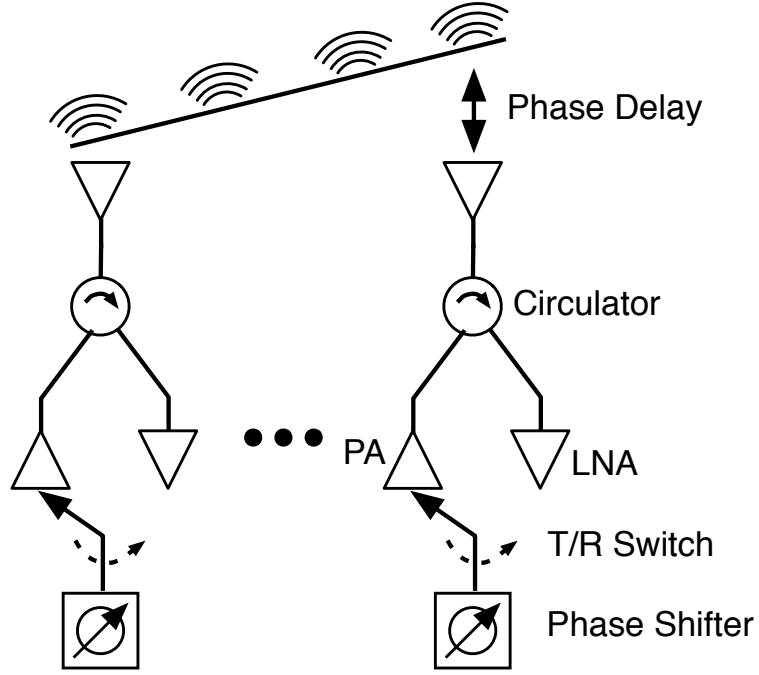 Phase Delay
Circulator
PA
LNA
T/R Switch
Phase Shifter